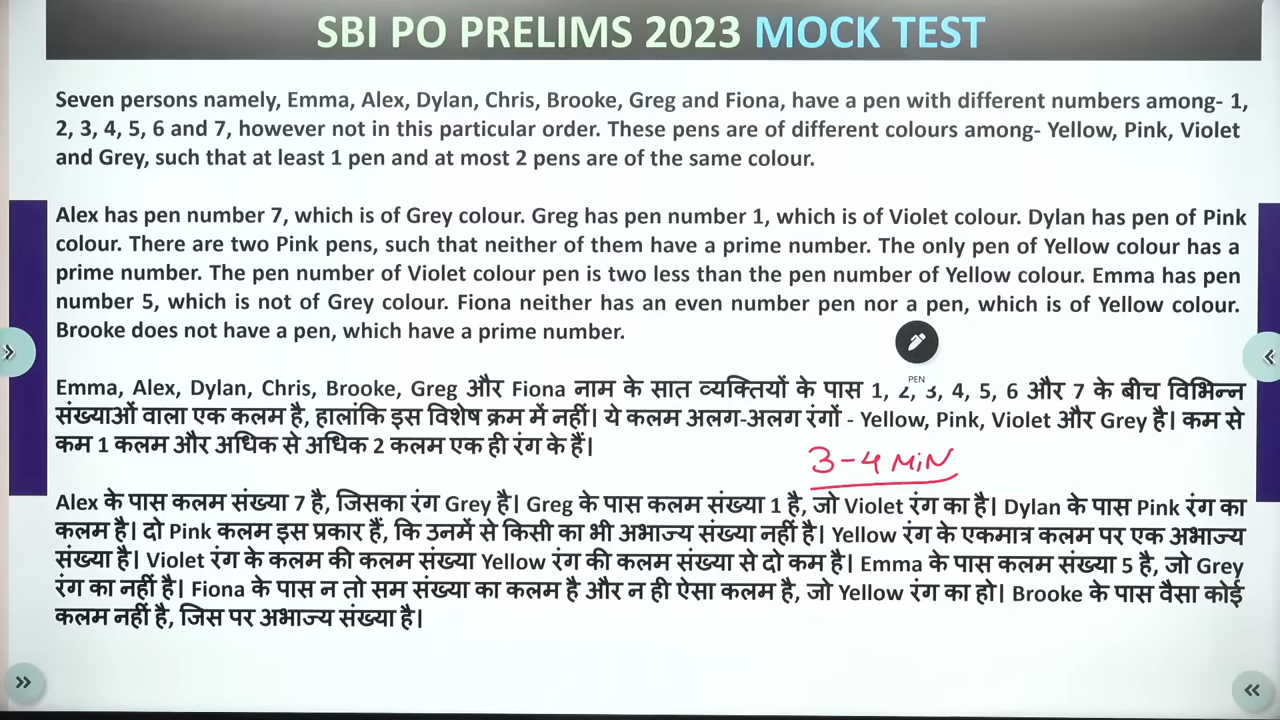 SBI PO PRELIMS 2023 MOCK TEST
Seven persons namely, Emma, Alex, Dylan, Chris, Brooke, Greg and Fiona, have a pen with different numbers among- 1,
2, 3, 4, 5, 6 and 7, however not in this particular order. These pens are of different colours among- Yellow, Pink, Violet
and Grey, such that at least 1 pen and at most 2 pens are of the same colour.
Alex has pen number 7, which is of Grey colour. Greg has pen number 1, which is of Violet colour. Dylan has pen of Pink
colour. There are two Pink pens, such that neither of them have a prime number. The only pen of Yellow colour has a
prime number. The pen number of Violet colour pen is two less than the pen number of Yellow colour. Emma has pen
number 5, which is not of Grey colour. Fiona neither has an even number pen nor a pen, which is of Yellow colour.
Brooke does not have a pen, which have a prime number.
PEN
Emma, Alex, Dylan, Chris, Brooke, Greg और Fiona नाम के सात व्यक्तियों के पास 1, 2, 3, 4, 5, 6 और 7 के बीच विभिन्न
संख्याओं वाला एक कलम है, हालांकि इस विशेष क्रम में नहीं। ये कलम अलग-अलग रंगों - Yellow, Pink, Violet और Grey है। कम से
कम 1 कलम और अधिक से अधिक 2 कलम एक ही रंग के हैं।
3-4 MiN
Alex के पास कलम संख्या 7 है, जिसका रंग Grey है। Greg के पास कलम संख्या 1 है, जो Violet रंग का है। Dylan के पास Pink रंग का
कलम है। दो Pink कलम इस प्रकार हैं, कि उनमें से किसी का भी अभाज्य संख्या नहीं है। Yellow रंग के एकमात्र कलम पर एक अभाज्य
संख्या है। Violet रंग के कलम की कलम संख्या Yellow रंग की कलम संख्या से दो कम है। Emma के पास कलम संख्या 5 है, जो Grey
रंग का नहीं है। Fiona के पास न तो सम संख्या का कलम है और न ही ऐसा कलम है, जो Yellow रंग का हो। Brooke के पास वैसा कोई
कलम नहीं है, जिस पर अभाज्य संख्या है।